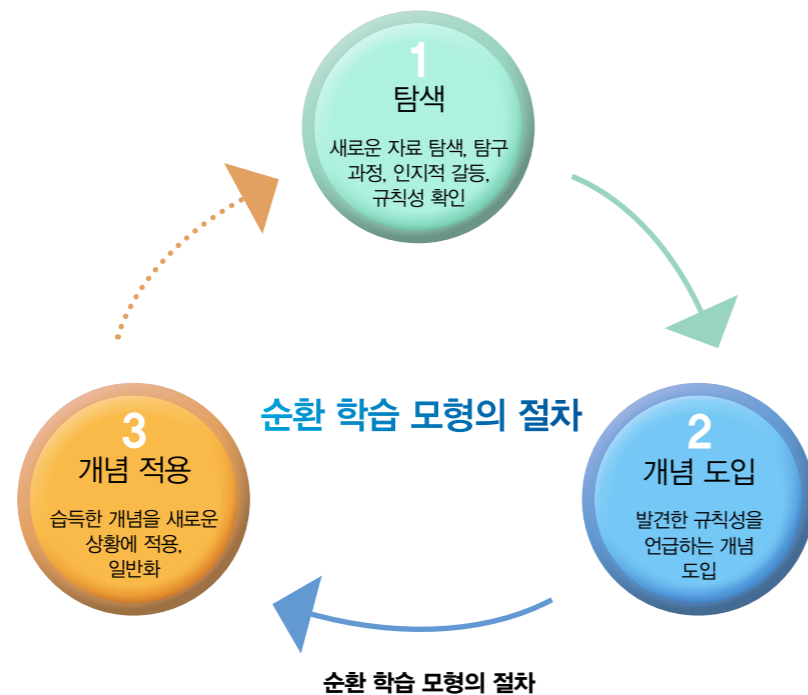 1
탐색
새로운 자료 탐색, 탐구
과정, 인지적 갈등,
규칙성 확인
순환 학습 모형의 절차
2
개념 도입
발견한 규칙성을
언급하는 개념
도입
3
개념 적용
습득한 개념을 새로운
상황에 적용,
일반화
순환 학습 모형의 절차